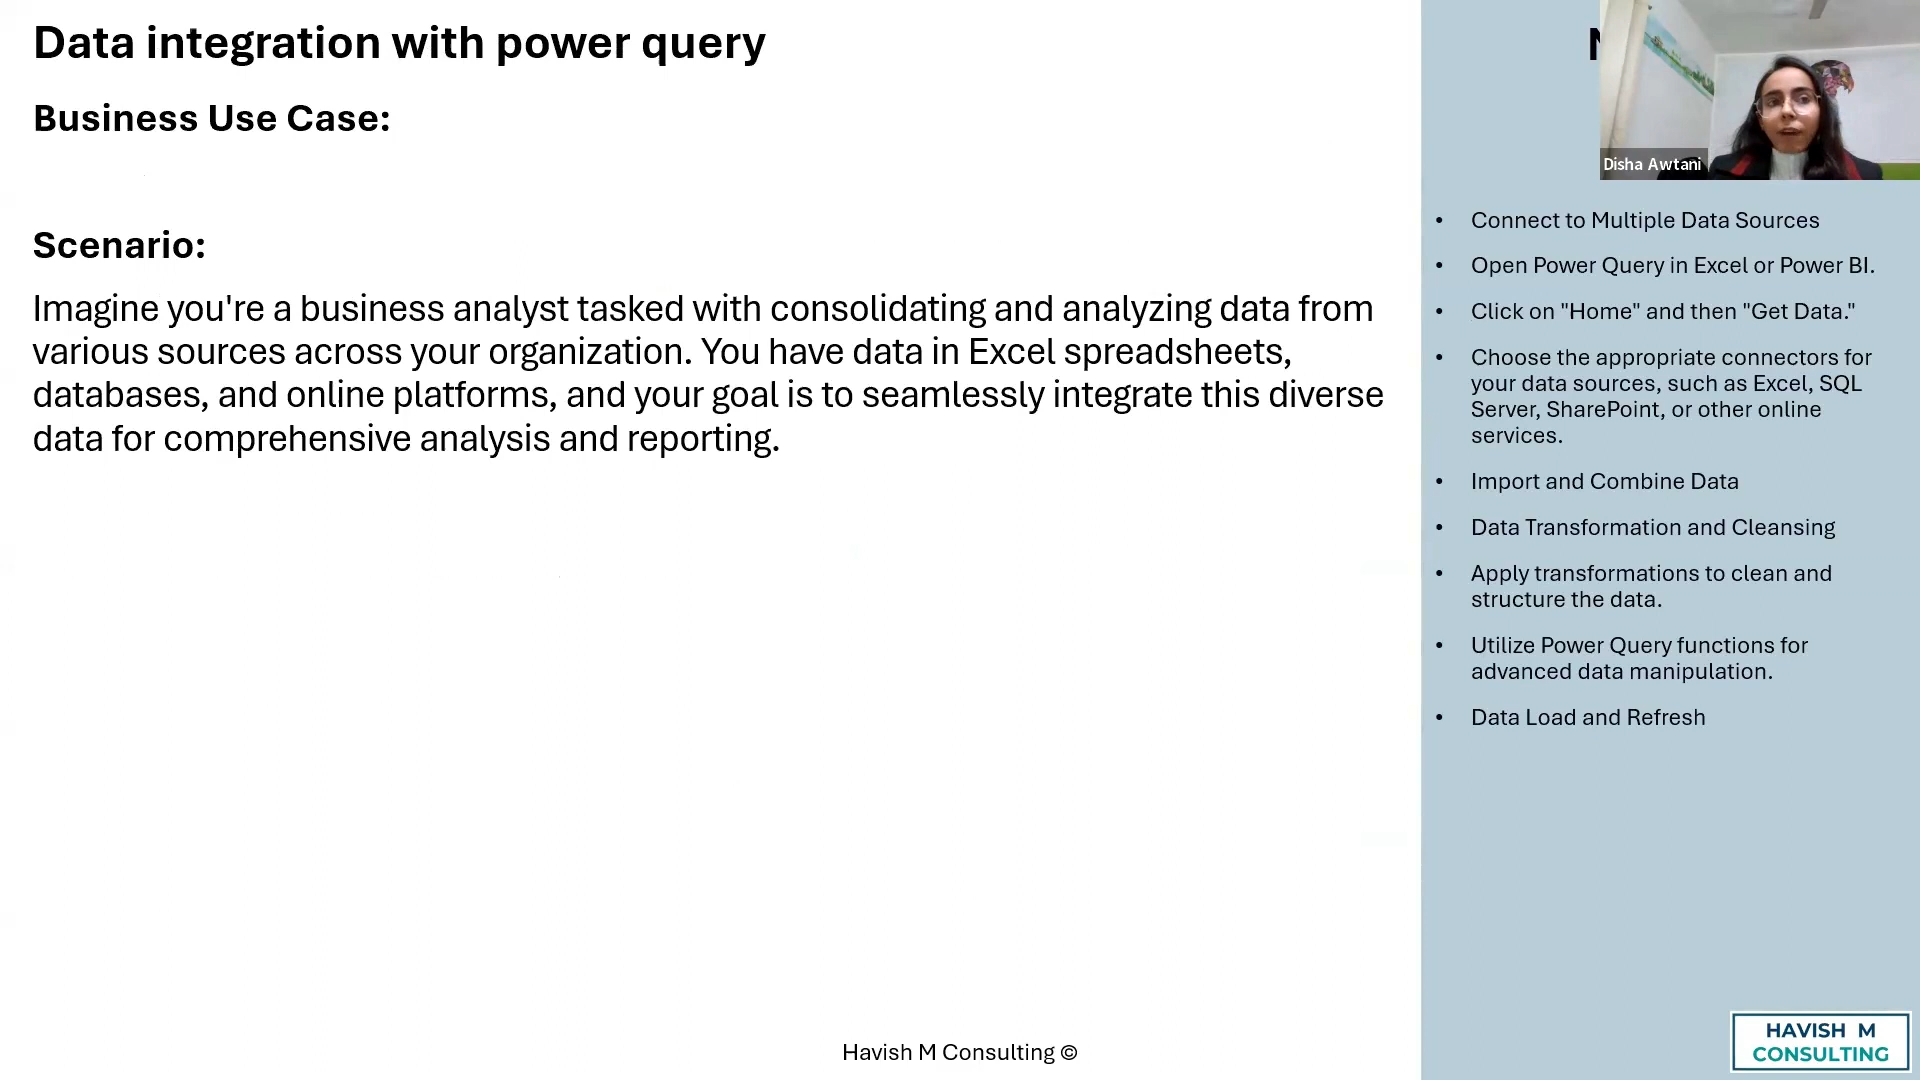 Data integration with power query
Business Use Case:
Scenario:
Imagine you're a business analyst tasked with consolidating and analyzing data from
various sources across your organization. You have data in Excel spreadsheets,
databases, and online platforms, and your goal is to seamlessly integrate this diverse
data for comprehensive analysis and reporting.
Disha Awtani
• Connect to Multiple Data Sources
• Open Power Query in Excel or Power BI.
• Click on "Home" and then "Get Data."
• Choose the appropriate connectors for
your data sources, such as Excel, SQL
Server, SharePoint, or other online
services.
• Import and Combine Data
• Data Transformation and Cleansing
• Apply transformations to clean and
structure the data.
• Utilize Power Query functions for
advanced data manipulation.
• Data Load and Refresh
Havish M Consulting ©
HAVISH M
CONSULTING